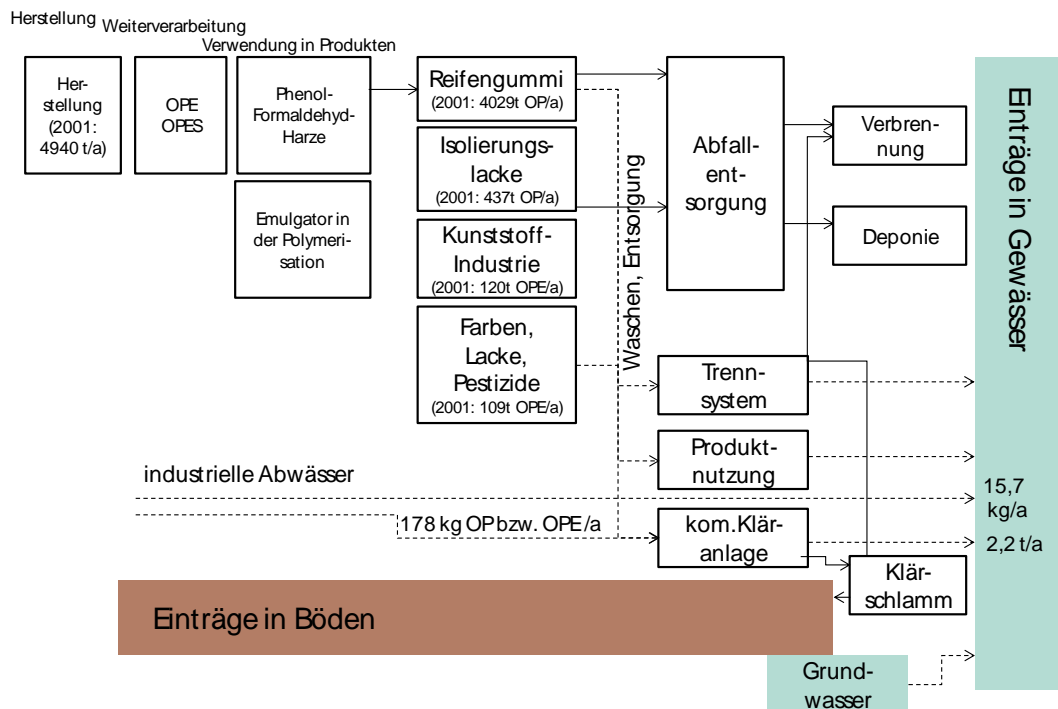 Herstellung
Weiterverarbeitung
Verwendung in Produkten
Her-
stellung
(2001:
4940 t/a)
OPE
OPES
Phenol-
Formaldehyd-
Harze
Emulgator in
der Polymeri-
sation
Reifengummi
(2001: 4029t OP/a)
Isolierungs-
lacke
(2001: 437t OP/a)
Kunststoff-
Industrie
(2001: 120t OPE/a)
Farben,
Lacke,
Pestizide
(2001: 109t OPE/a)
Waschen, Entsorgung
Abfall-
ent-
sorgung
Verbren-
nung
Deponie
Trenn-
system
Produkt-
nutzung
kom.Klär-
anlage
Klär-
schlamm
industrielle Abwässer
178 kg OP bzw. OPE/a
Einträge in Gewässer
15,7
kg/a
2,2 t/a
Einträge in Böden
Grund-
wasser